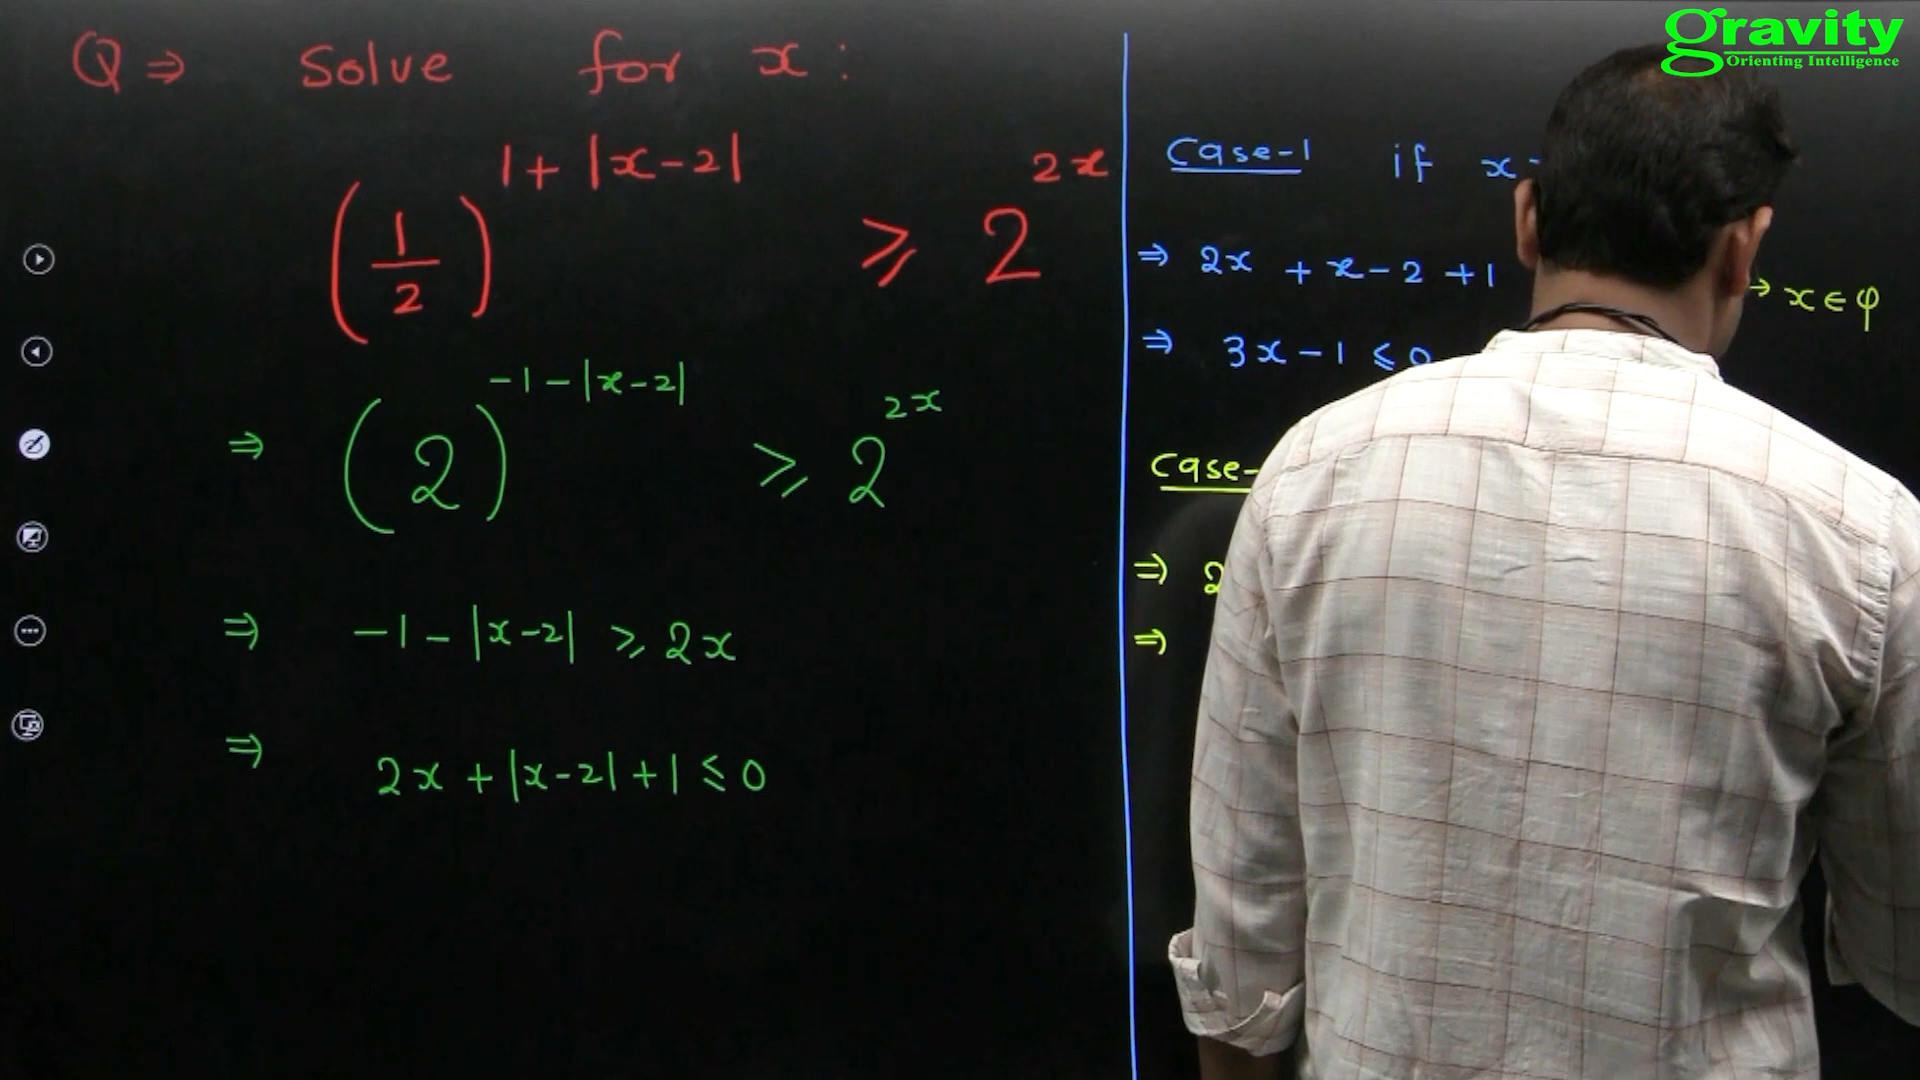 gravity
Orienting Intelligence
Q ⇒ Solve for x :
(1/2)^(1+|x-2|) ⩾ 2^(2x)
⇒ (2)^(-1-|x-2|) ⩾ 2^(2x)
⇒ -1-|x-2| ⩾ 2x
⇒ 2x+|x-2|+1 ⩽ 0
Case-1 if x-
⇒ 2x + x-2 +1
→ x∈φ
⇒ 3x-1 ⩽ 0
Case-
⇒ 2
⇒